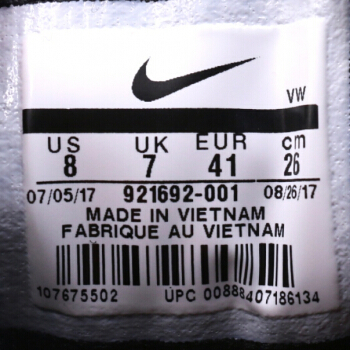 VW
US UK EUR cm
8 7 41 26
07/05/17 921692-001 08/26/17
MADE IN VIETNAM
FABRIQUE AU VIETNAM
107675502 UPC 00888407186134